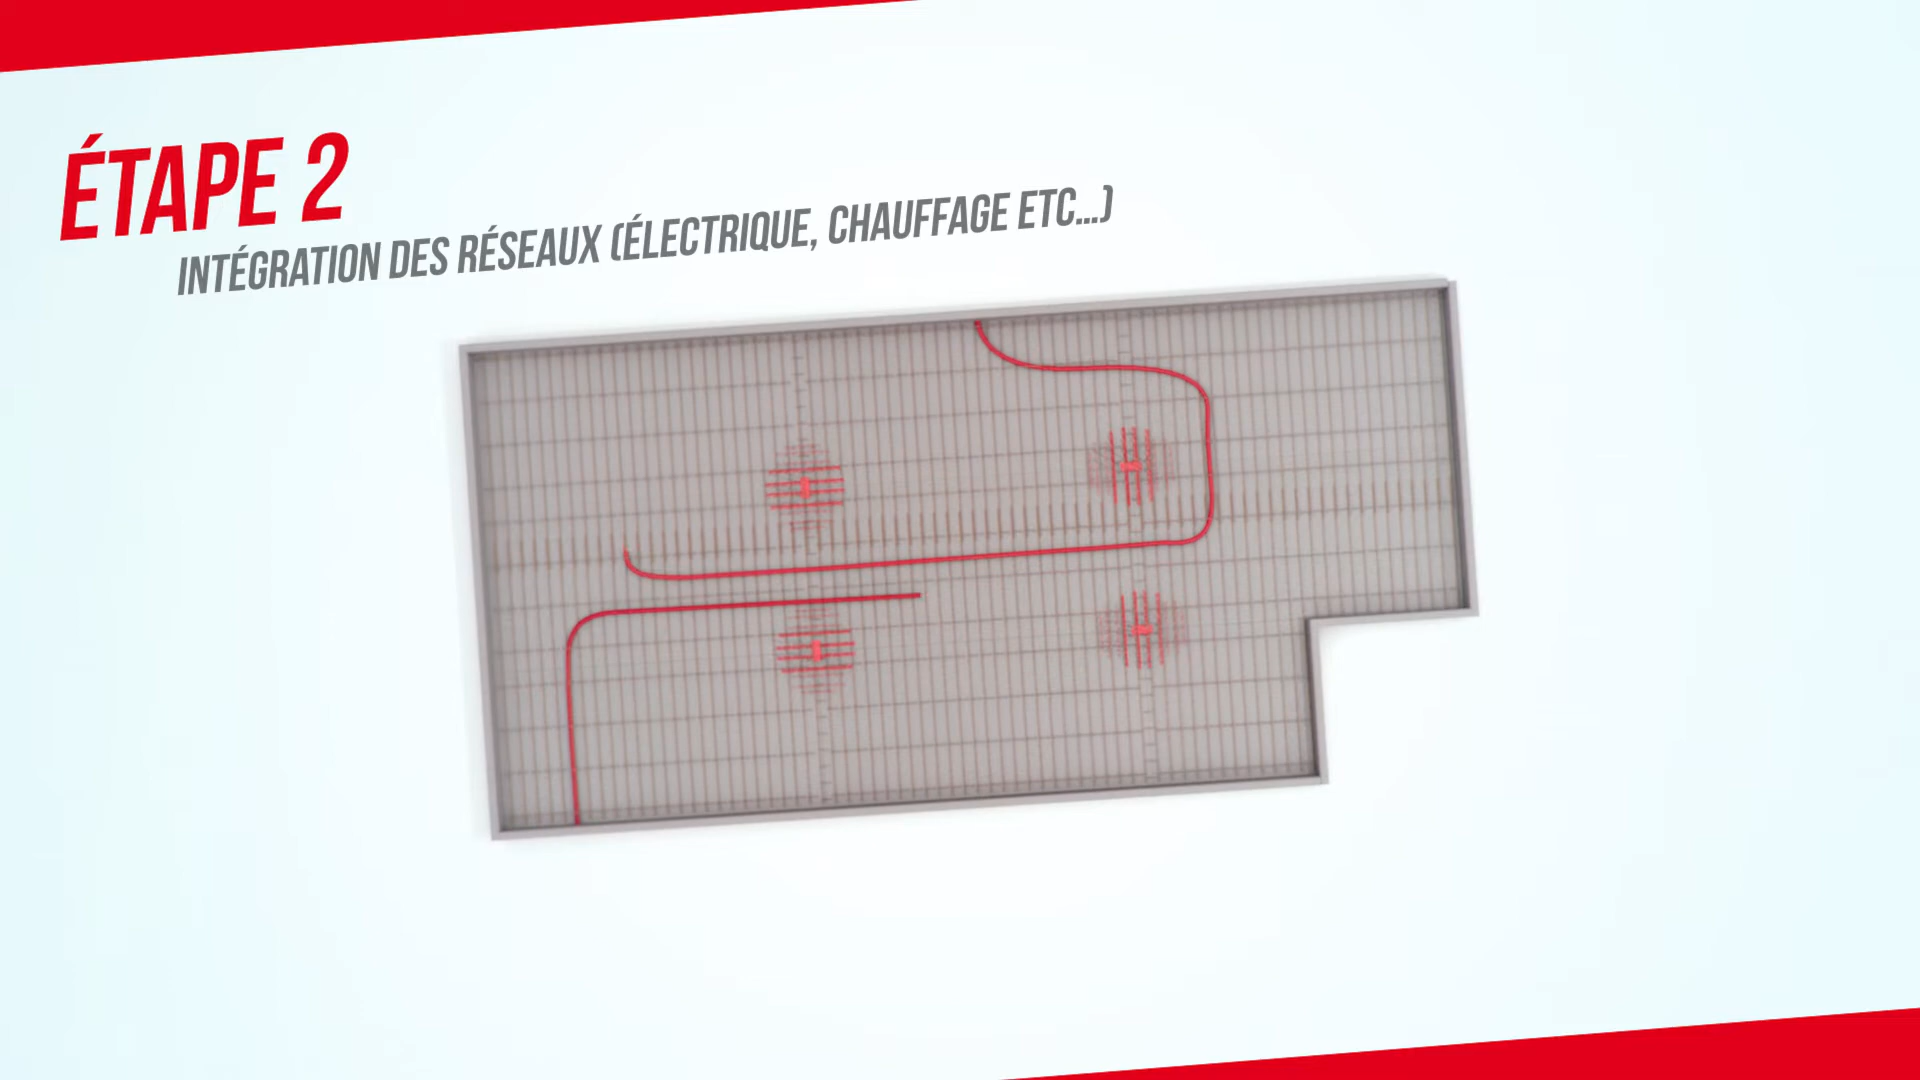 ÉTAPE 2
INTÉGRATION DES RÉSEAUX (ÉLECTRIQUE, CHAUFFAGE ETC...)